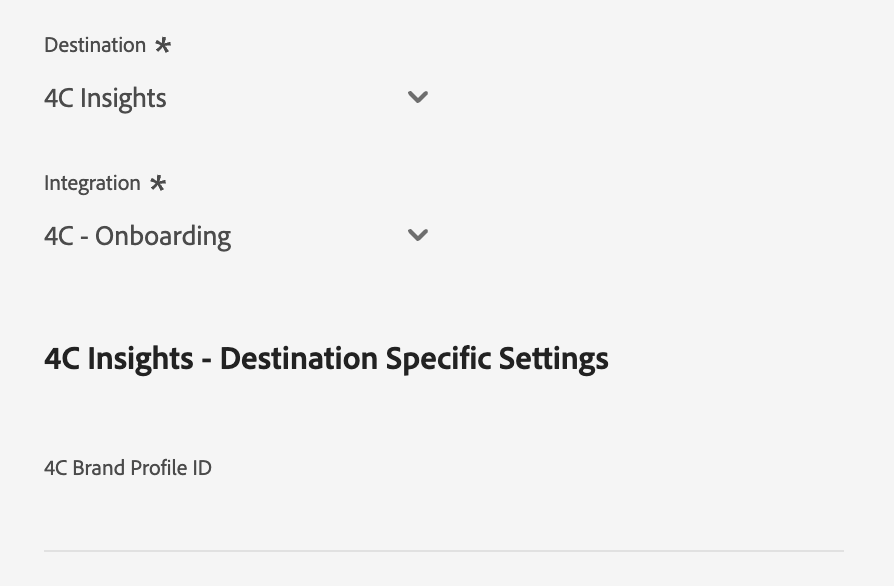 Destination *
4C Insights
Integration *
4C - Onboarding
4C Insights - Destination Specific Settings
4C Brand Profile ID